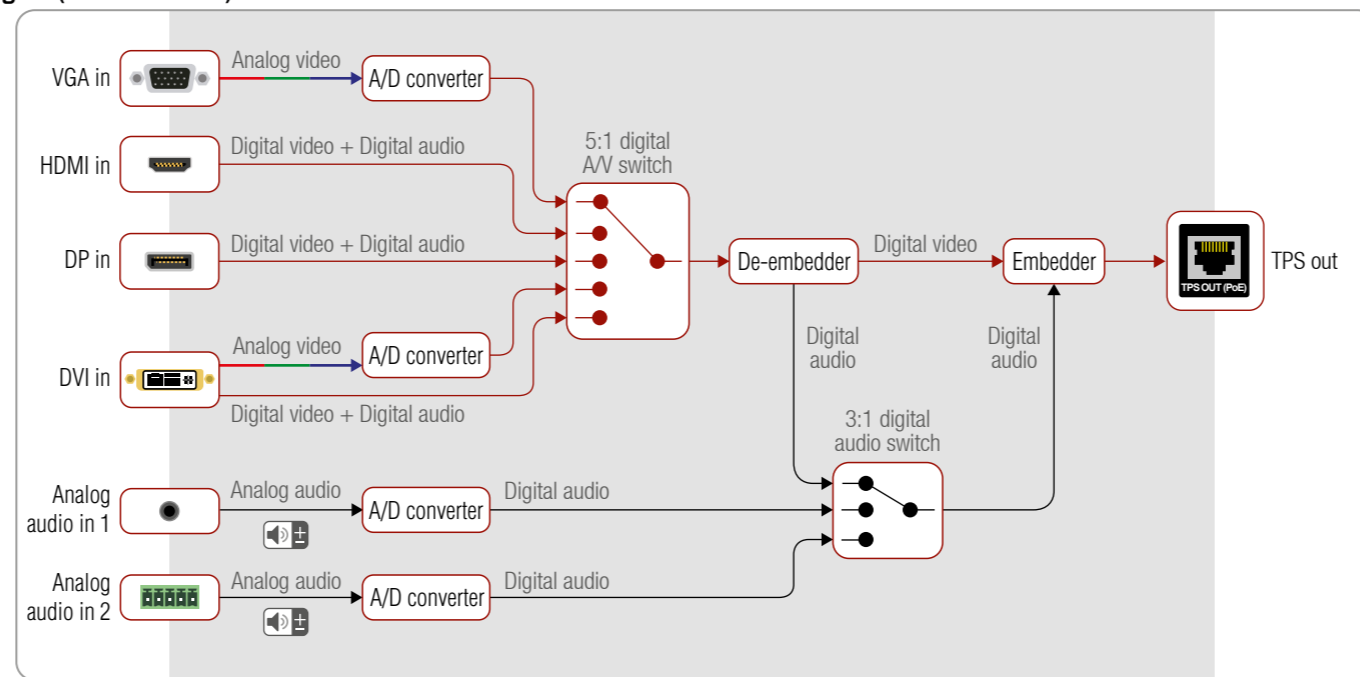 VGA in
Analog video
A/D converter
HDMI in
Digital video + Digital audio
5:1 digital
A/V switch
DP in
Digital video + Digital audio
De-embedder
Digital video
Embedder
TPS OUT (PoE)
TPS out
DVI in
Analog video
A/D converter
Digital video + Digital audio
Digital
audio
Digital
audio
3:1 digital
audio switch
Analog
audio in 1
Analog audio
A/D converter
Digital audio
Analog
audio in 2
Analog audio
A/D converter
Digital audio